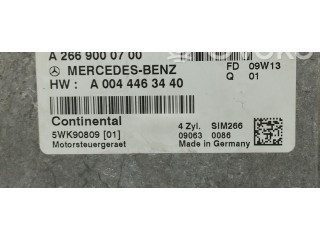 A 266 900 07 00
MERCEDES-BENZ
FD 09W13
Q 01
HW : A 004 446 34 40
Continental
5WK90809 [01]
Motorsteuergeraet
4 Zyl. SIM266
09063 0086
Made in Germany